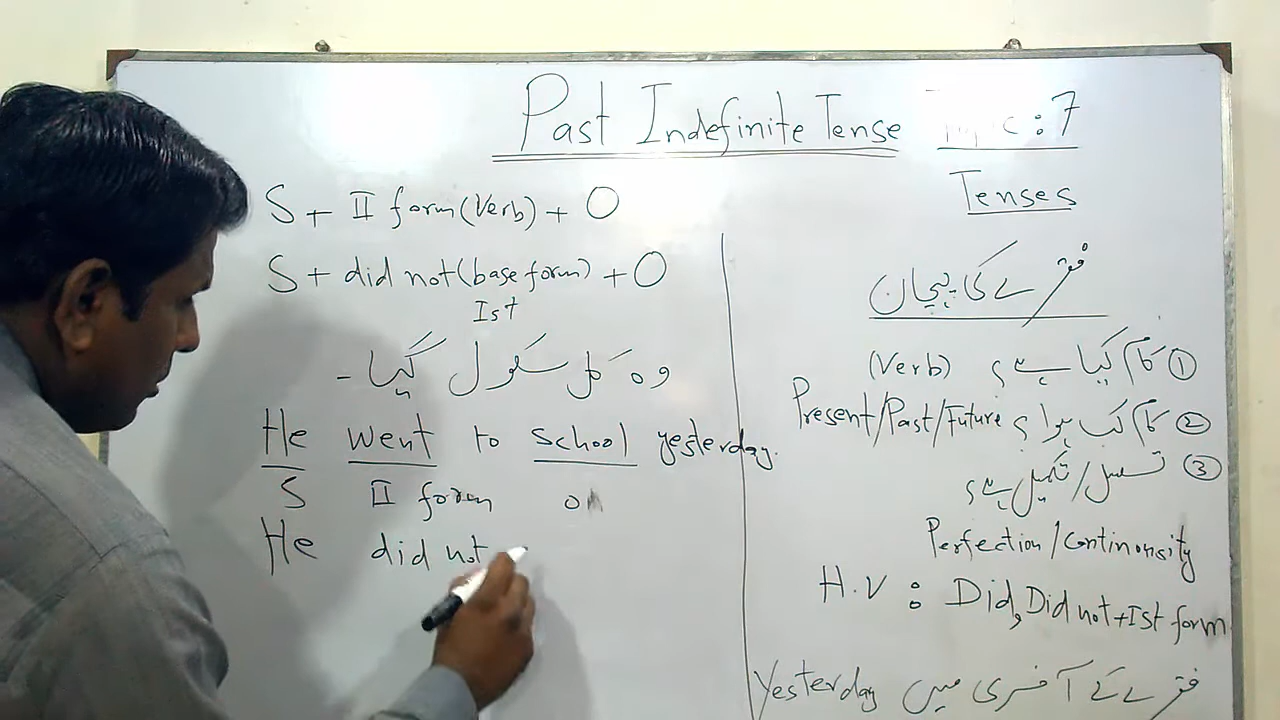 Past Indefinite Tense
c : 7
Tenses
S + II form (Verb) + O
S + did not (base form) + O
Ist
وہ کل سکول گیا ـ
He went to School yesterday.
S II form O
He did not
فقرے کی پہچان
① کام کیا ہے؟ (Verb)
② کام کب ہوا؟ Present/Past/Future
③ تسلسل/تکمیل ہے؟
Perfection/Continonsity
H.V : Did, Did not + Ist form
فقرے کے آخری میں Yesterday